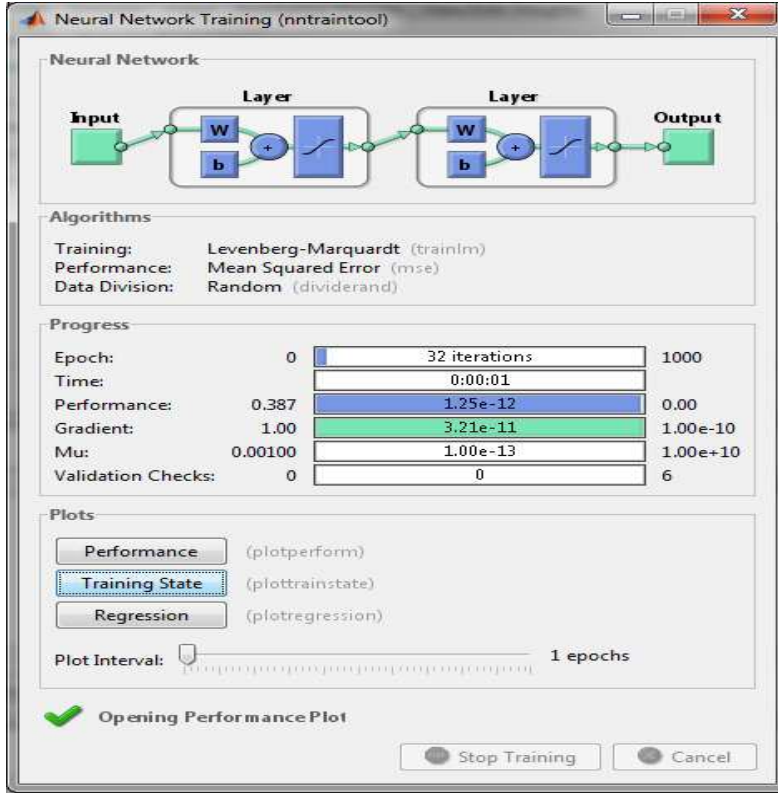 Neural Network Training (nntraintool)
Neural Network
Layer Layer
Input Output
W W
+ +
b b
Algorithms
Training: Levenberg-Marquardt (trainlm)
Performance: Mean Squared Error (mse)
Data Division: Random (dividerand)
Progress
Epoch: 0 32 iterations 1000
Time: 0:00:01
Performance: 0.387 1.25e-12 0.00
Gradient: 1.00 3.21e-11 1.00e-10
Mu: 0.00100 1.00e-13 1.00e+10
Validation Checks: 0 0 6
Plots
Performance (plotperform)
Training State (plottrainstate)
Regression (plotregression)
Plot Interval: 1 epochs
Opening Performance Plot
Stop Training Cancel